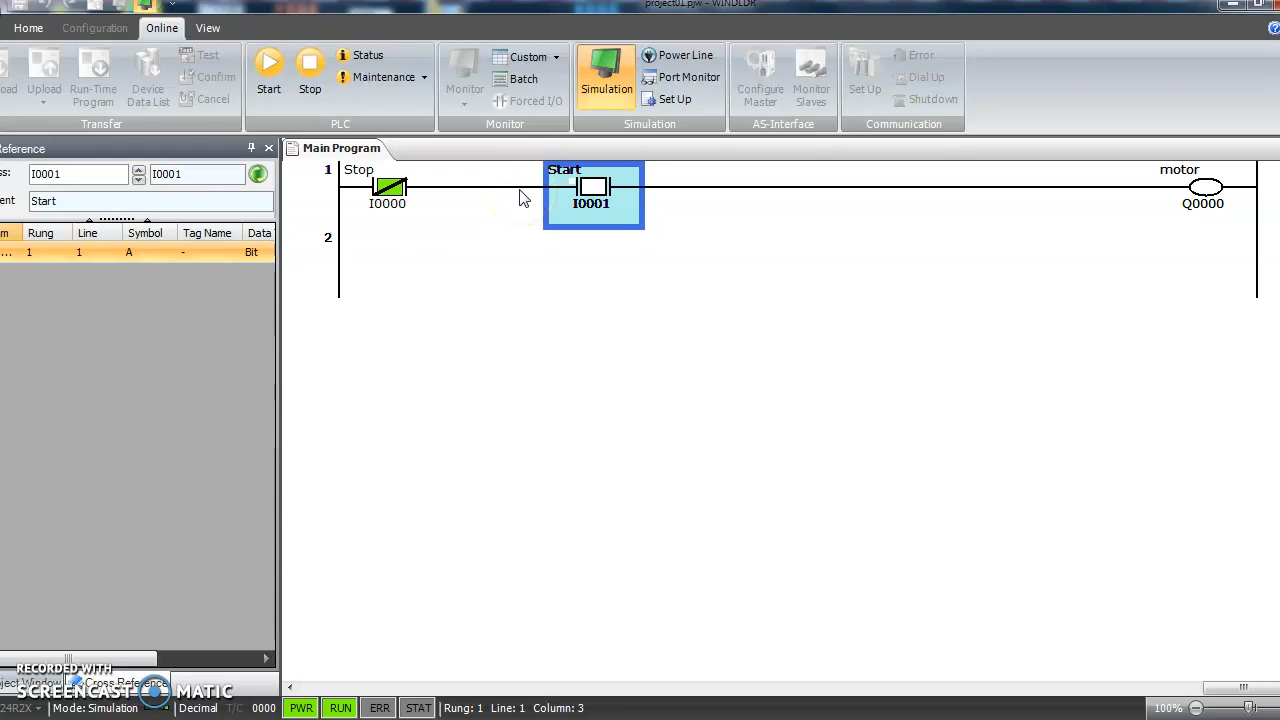 project01.pjw - WINDLDR
Home Configuration Online View
Upload Run-Time Program Device Data List Test Confirm Cancel
Transfer
Start Stop Status Maintenance
PLC
Monitor Custom Batch Forced I/O
Monitor
Simulation Power Line Port Monitor Set Up
Simulation
Configure Master Monitor Slaves
AS-Interface
Set Up Error Dial Up Shutdown
Communication
Reference
I0001 I0001
Start
Rung Line Symbol Tag Name Data
... 1 1 A - Bit
Main Program
1 Stop Start motor
I0000 I0001 Q0000
2
RECORDED WITH
SCREENCAST MATIC
Window Cross Reference
24R2X Mode: Simulation Decimal T/C 0000 PWR RUN ERR STAT Rung: 1 Line: 1 Column: 3 100%